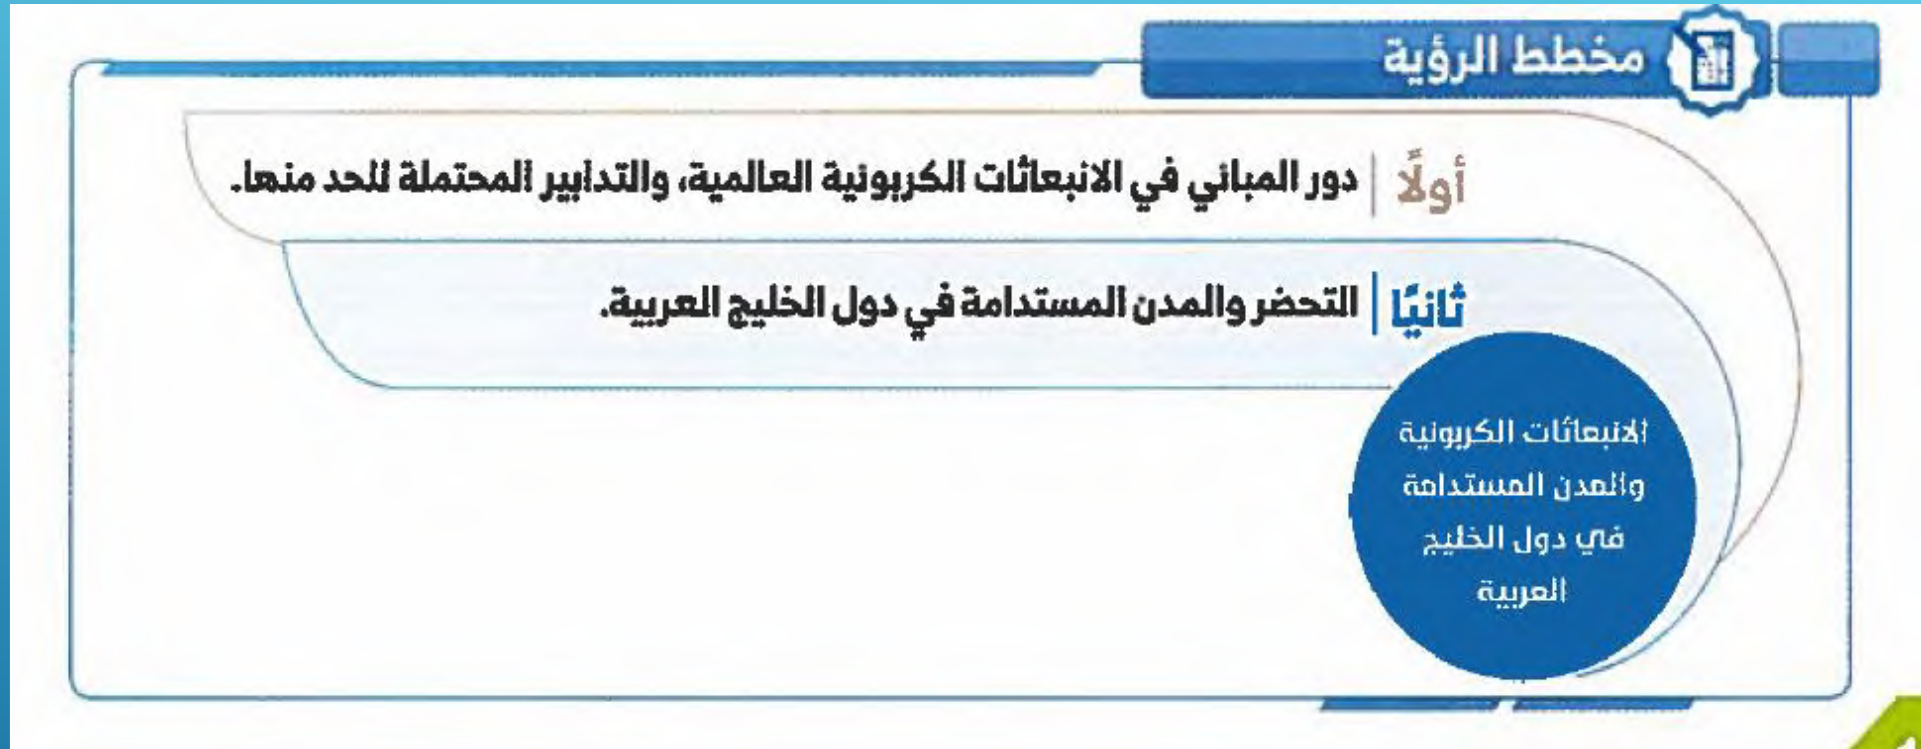 مخطط الرؤية
أولًا | دور المباني في الانبعاثات الكربونية العالمية، والتدابير المحتملة للحد منها.
ثانيًا | التحضر والمدن المستدامة في دول الخليج العربية.
الانبعاثات الكربونية
والمدن المستدامة
في دول الخليج
العربية